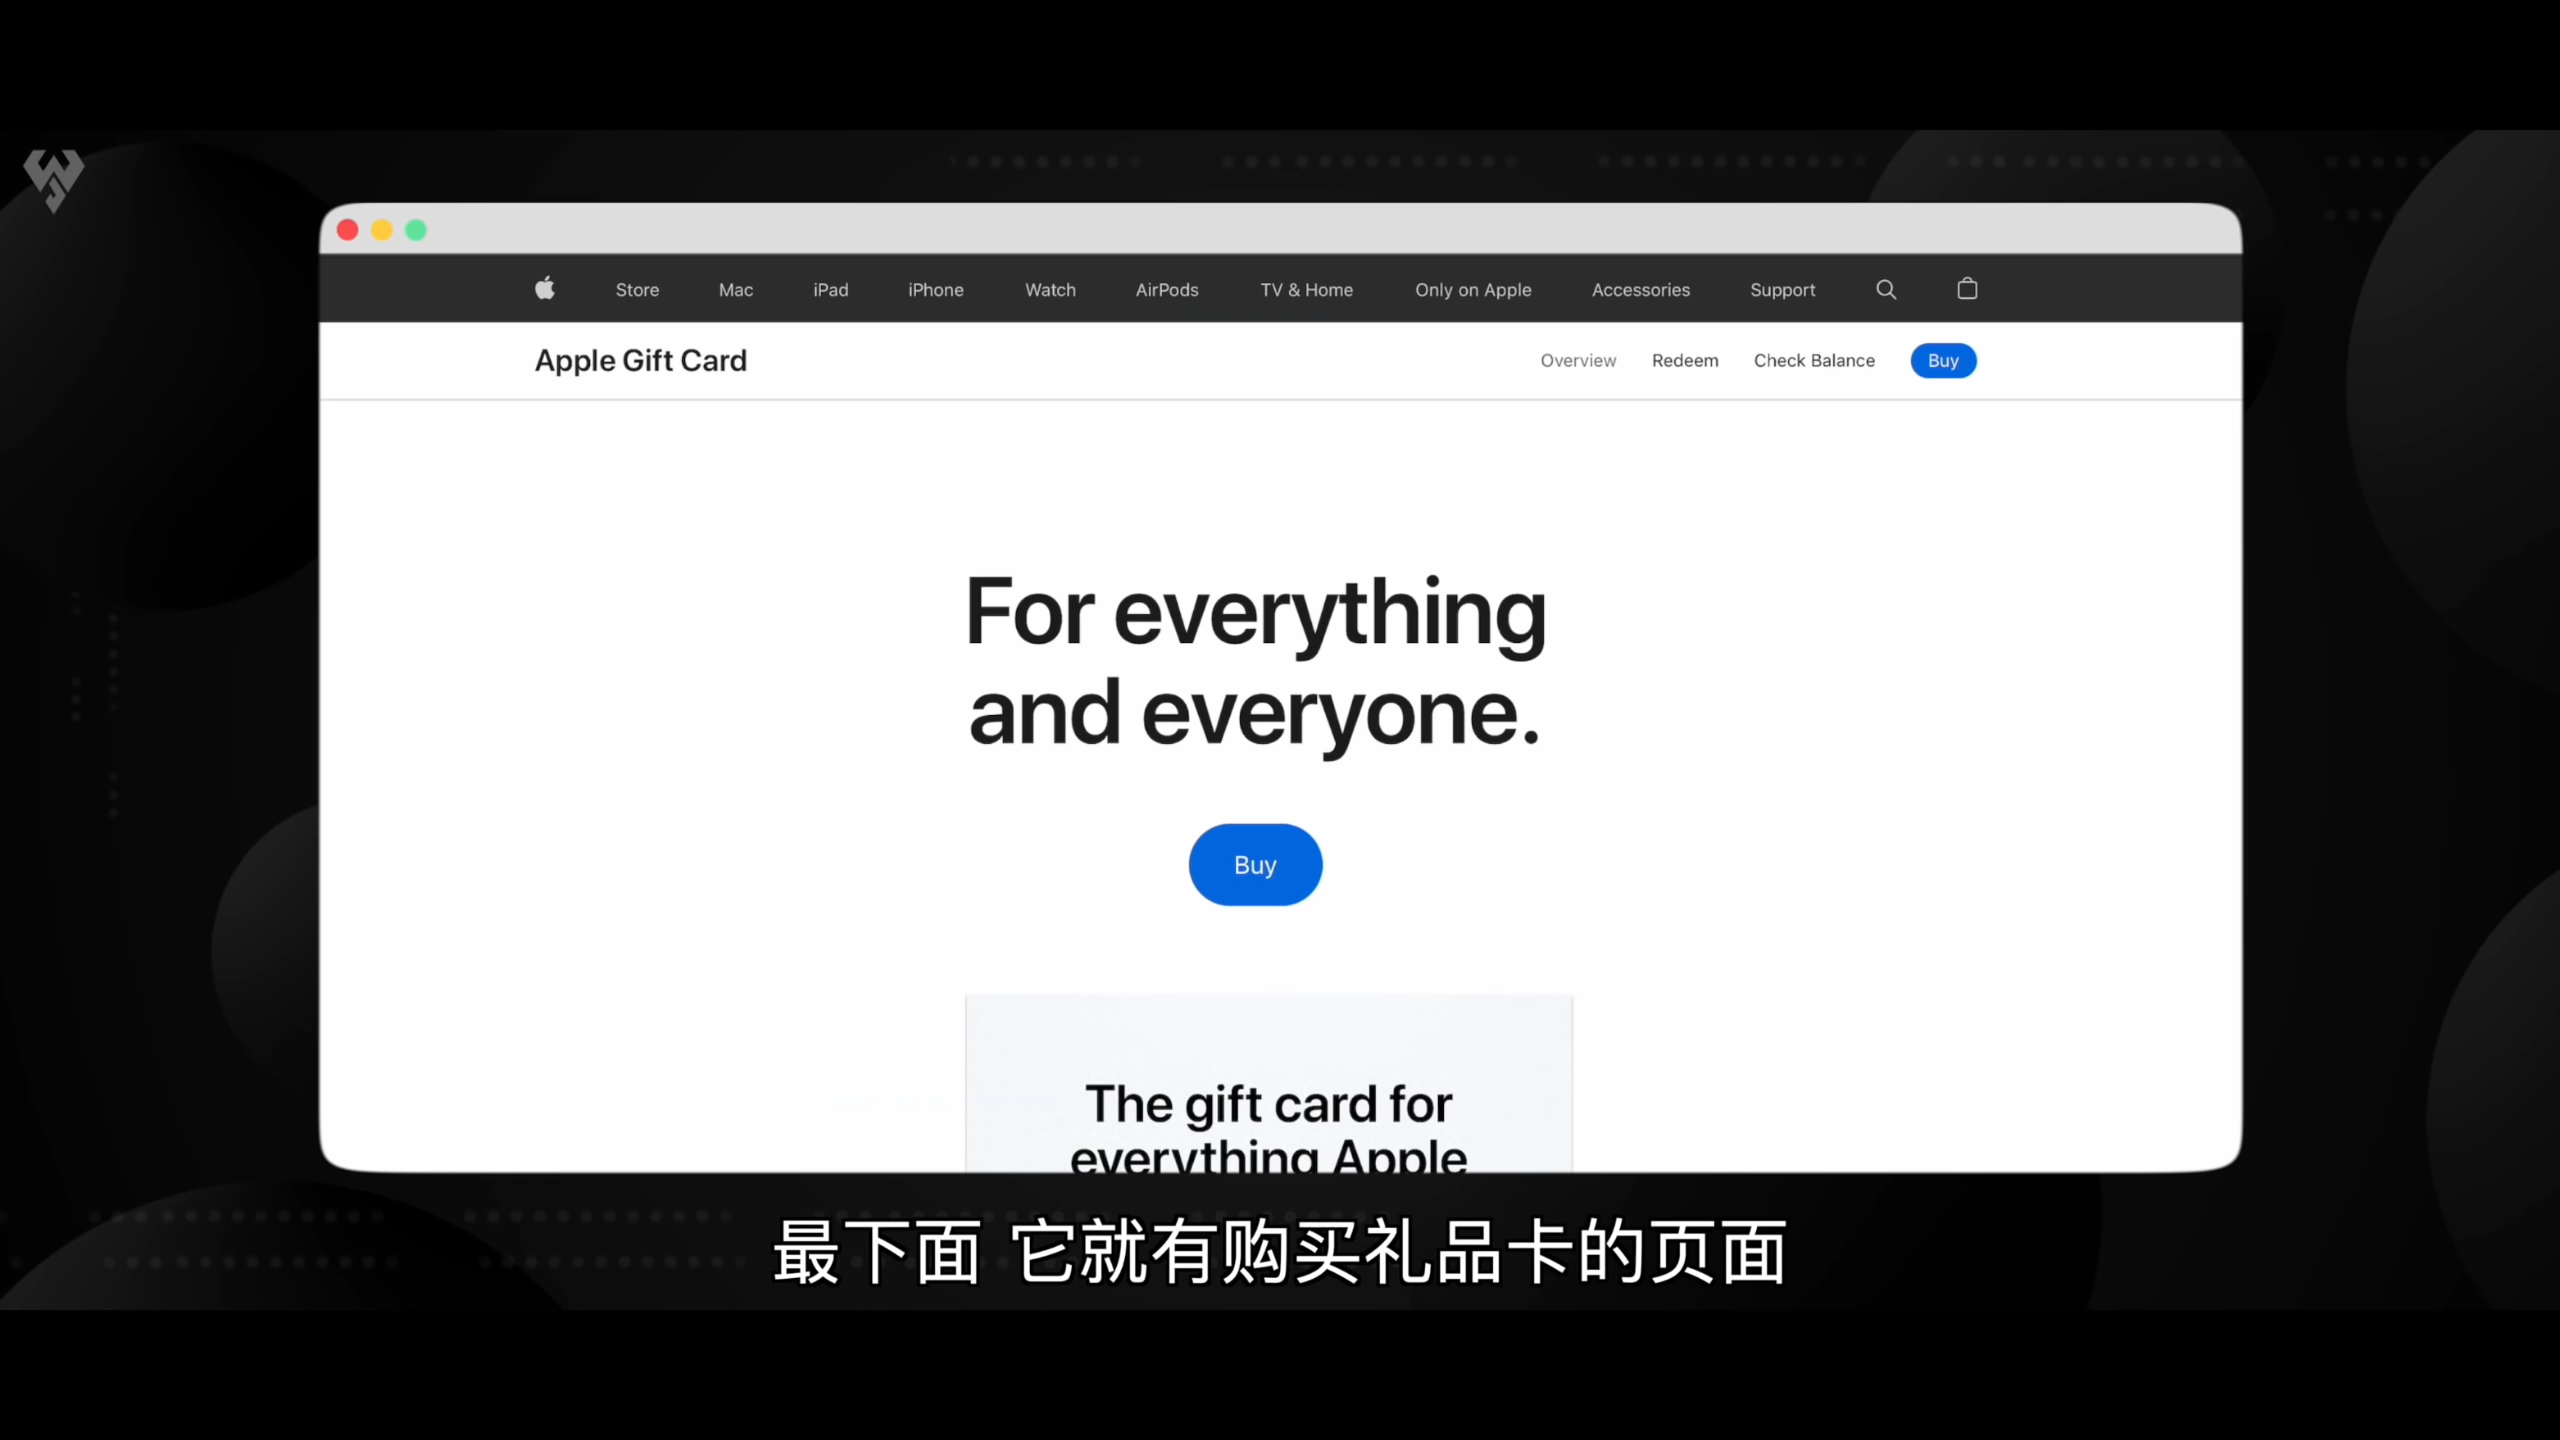 Store Mac iPad iPhone Watch AirPods TV & Home Only on Apple Accessories Support
Apple Gift Card Overview Redeem Check Balance Buy
For everything
and everyone.
Buy
The gift card for
everything Apple
最下面 它就有购买礼品卡的页面